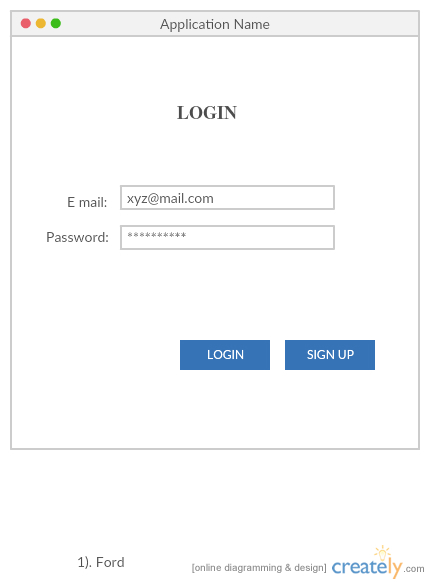 Application Name
LOGIN
E mail: xyz@mail.com
Password: **********
LOGIN SIGN UP
1). Ford
[online diagramming & design] creately.com